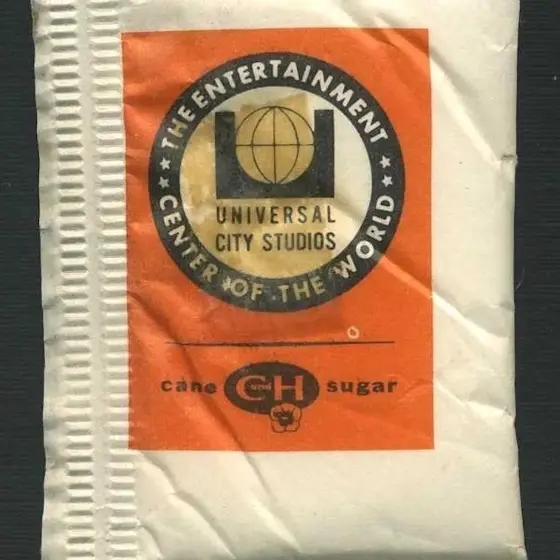 THE ENTERTAINMENT
CENTER OF THE WORLD
UNIVERSAL
CITY STUDIOS
cane C and H sugar